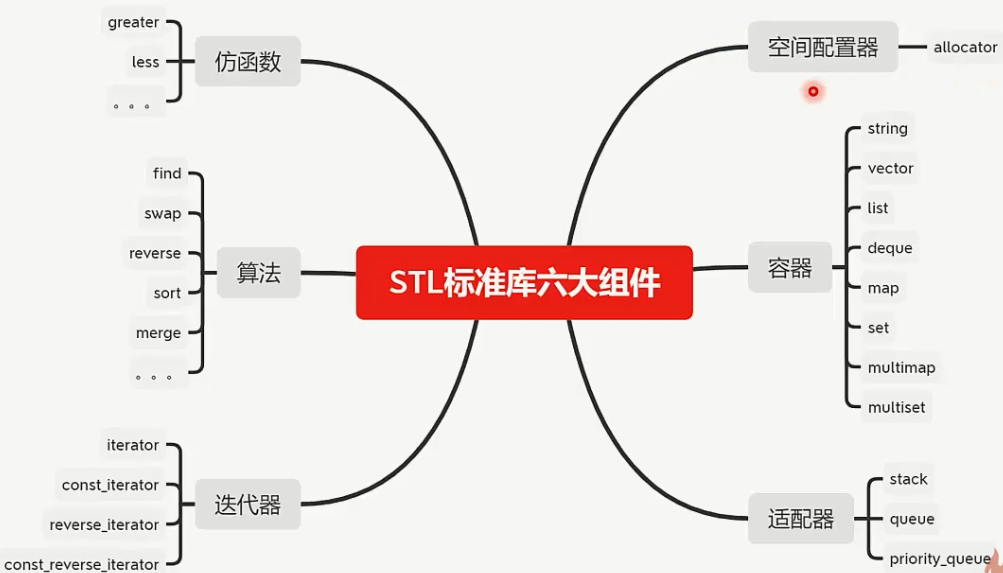 STL标准库六大组件
仿函数
greater
less
。。。
算法
find
swap
reverse
sort
merge
。。。
迭代器
iterator
const_iterator
reverse_iterator
const_reverse_iterator
空间配置器
allocator
容器
string
vector
list
deque
map
set
multimap
multiset
适配器
stack
queue
priority_queue